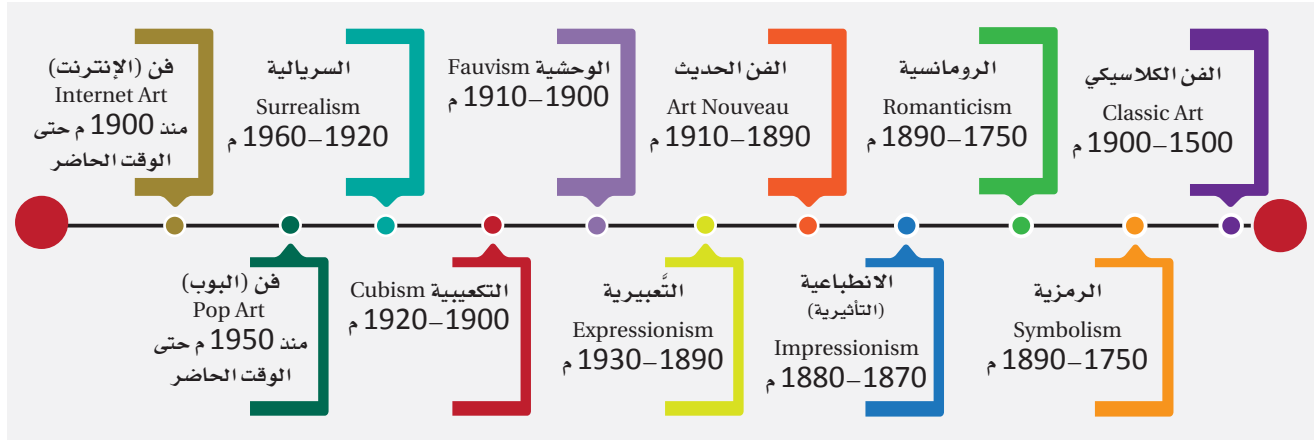 الفن الكلاسيكي
Classic Art
1500–1900 م
الرمزية
Symbolism
1750–1890 م
الرومانسية
Romanticism
1750–1890 م
الانطباعية
(التأثيرية)
Impressionism
1870–1880 م
الفن الحديث
Art Nouveau
1890–1910 م
التَّعبيرية
Expressionism
1890–1930 م
الوحشية Fauvism
1900–1910 م
التكعيبية Cubism
1900–1920 م
السريالية
Surrealism
1920–1960 م
فن (البوب)
Pop Art
منذ 1950 م حتى
الوقت الحاضر
فن (الإنترنت)
Internet Art
منذ 1900 م حتى
الوقت الحاضر